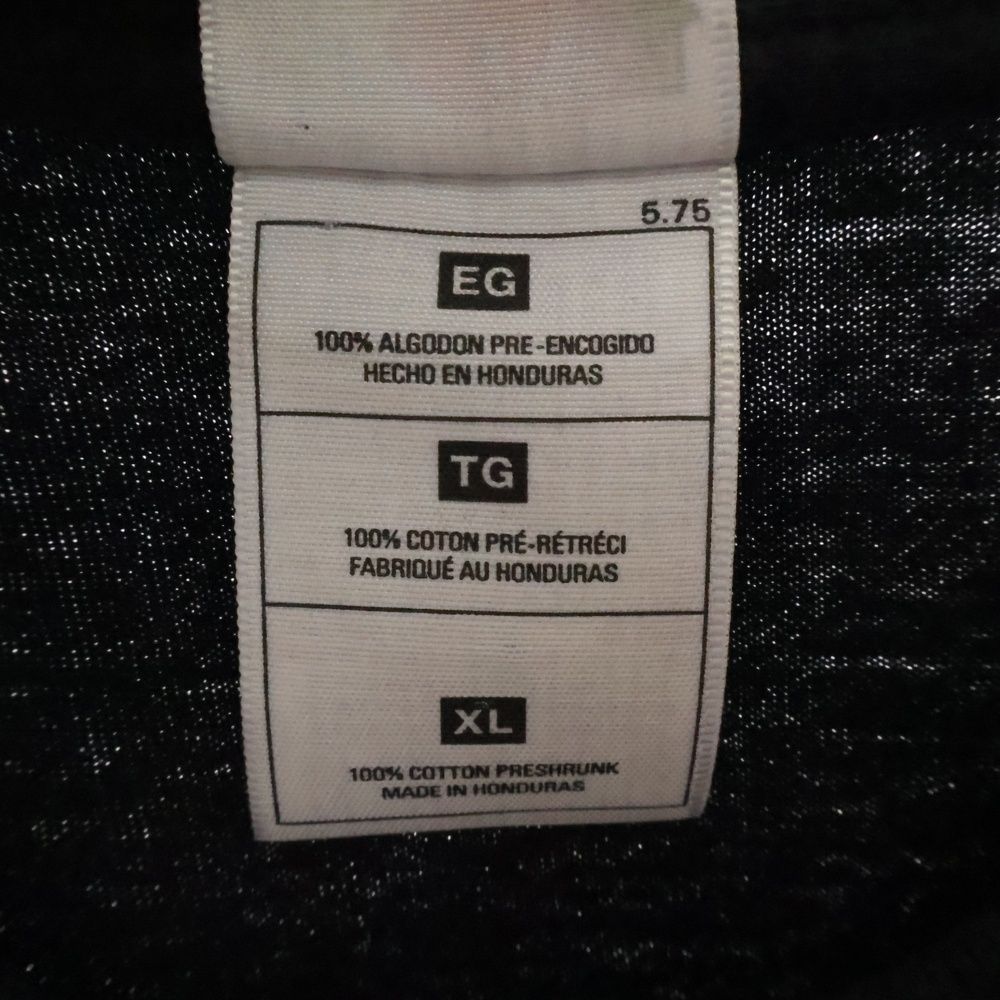 5.75
EG
100% ALGODON PRE-ENCOGIDO
HECHO EN HONDURAS
TG
100% COTON PRÉ-RÉTRÉCI
FABRIQUÉ AU HONDURAS
XL
100% COTTON PRESHRUNK
MADE IN HONDURAS